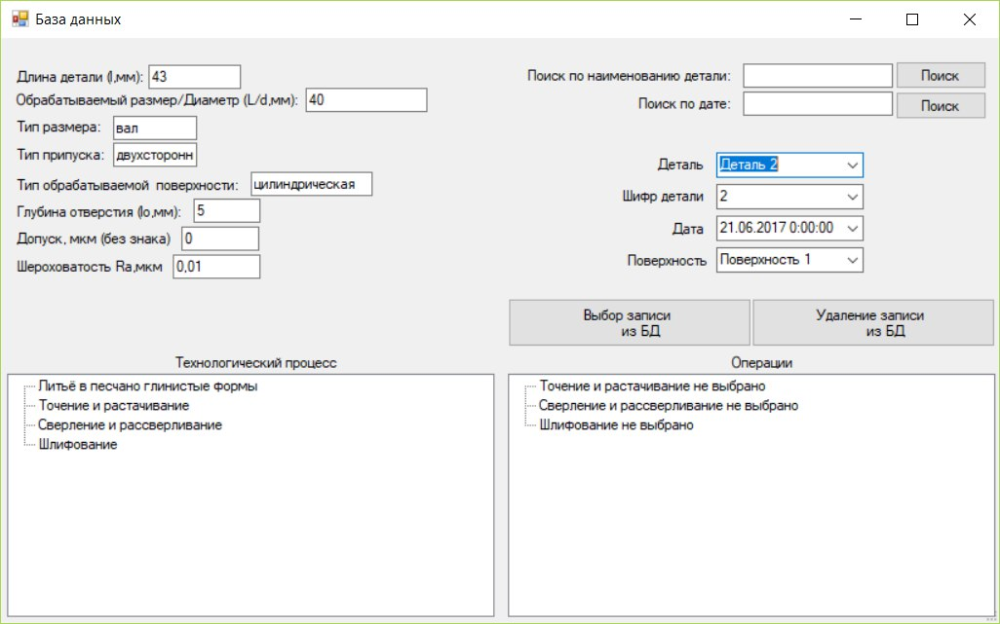 База данных
Длина детали (l,мм): 43
Обрабатываемый размер/Диаметр (L/d,мм): 40
Тип размера: вал
Тип припуска: двухсторонн
Тип обрабатываемой поверхности: цилиндрическая
Глубина отверстия (lo,мм): 5
Допуск, мкм (без знака) 0
Шероховатость Ra,мкм 0,01
Поиск по наименованию детали: Поиск
Поиск по дате: Поиск
Деталь Деталь 2
Шифр детали 2
Дата 21.06.2017 0:00:00
Поверхность Поверхность 1
Выбор записи
из БД
Удаление записи
из БД
Технологический процесс
Литьё в песчано глинистые формы
Точение и растачивание
Сверление и рассверливание
Шлифование
Операции
Точение и растачивание не выбрано
Сверление и рассверливание не выбрано
Шлифование не выбрано